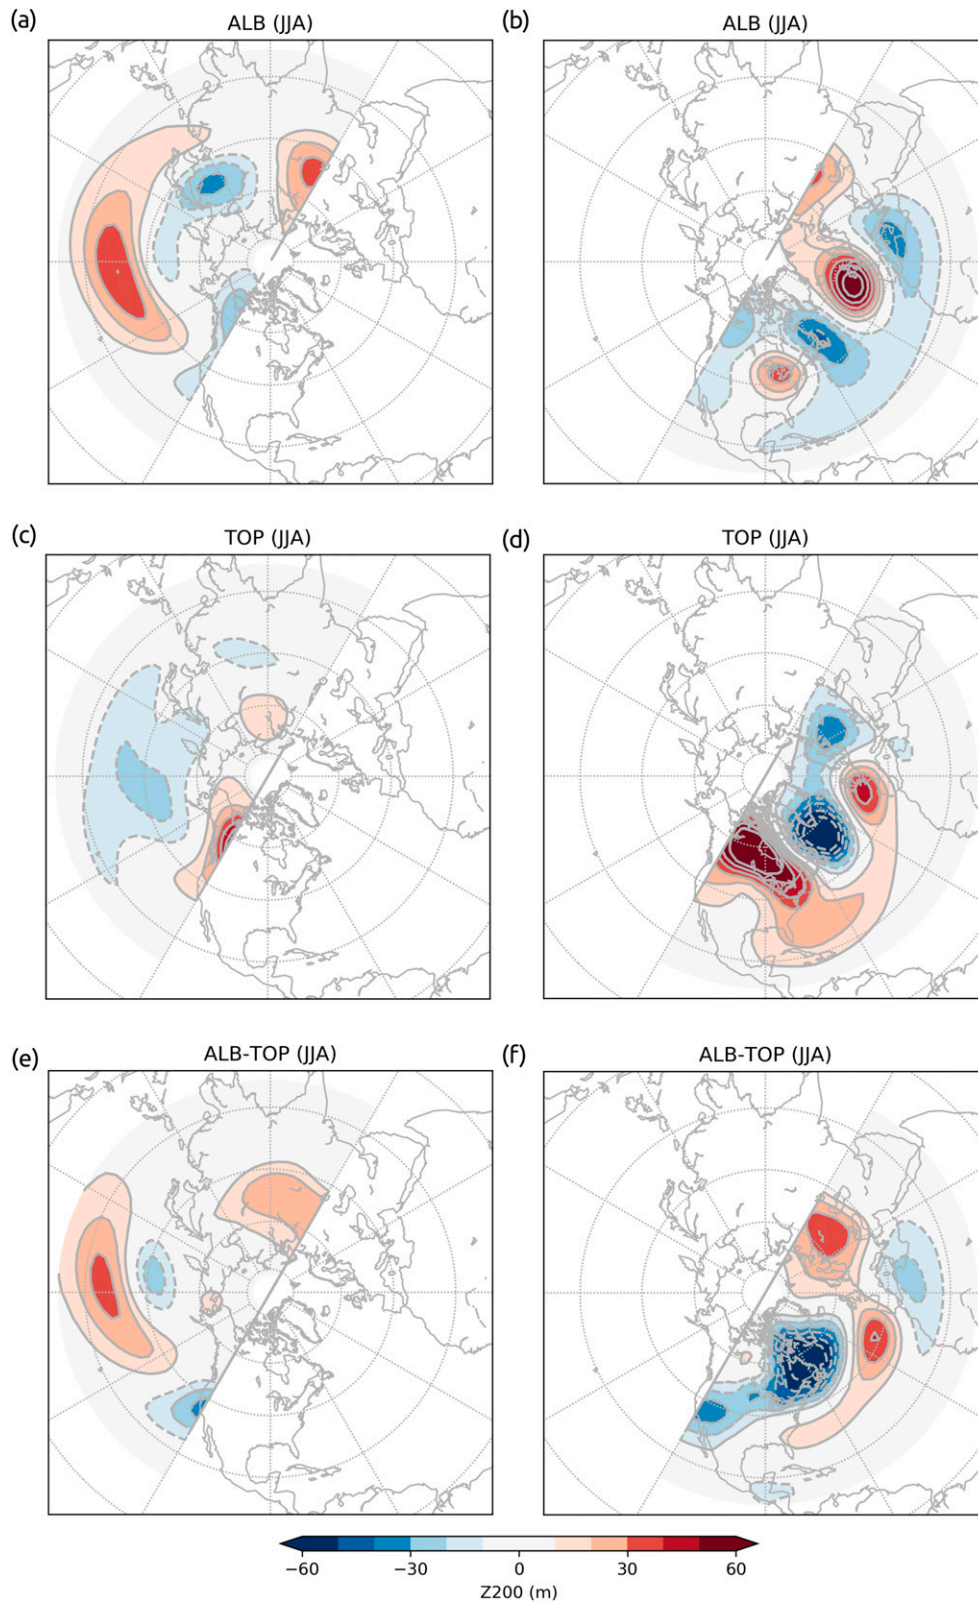 (a) ALB (JJA)
(b) ALB (JJA)
(c) TOP (JJA)
(d) TOP (JJA)
(e) ALB-TOP (JJA)
(f) ALB-TOP (JJA)
−60 −30 0 30 60
Z200 (m)